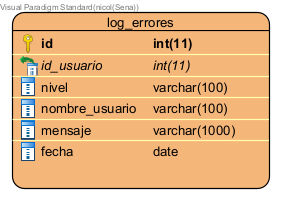 Visual Paradigm Standard(nicol(Sena))
log_errores
id int(11)
id_usuario int(11)
nivel varchar(100)
nombre_usuario varchar(100)
mensaje varchar(1000)
fecha date